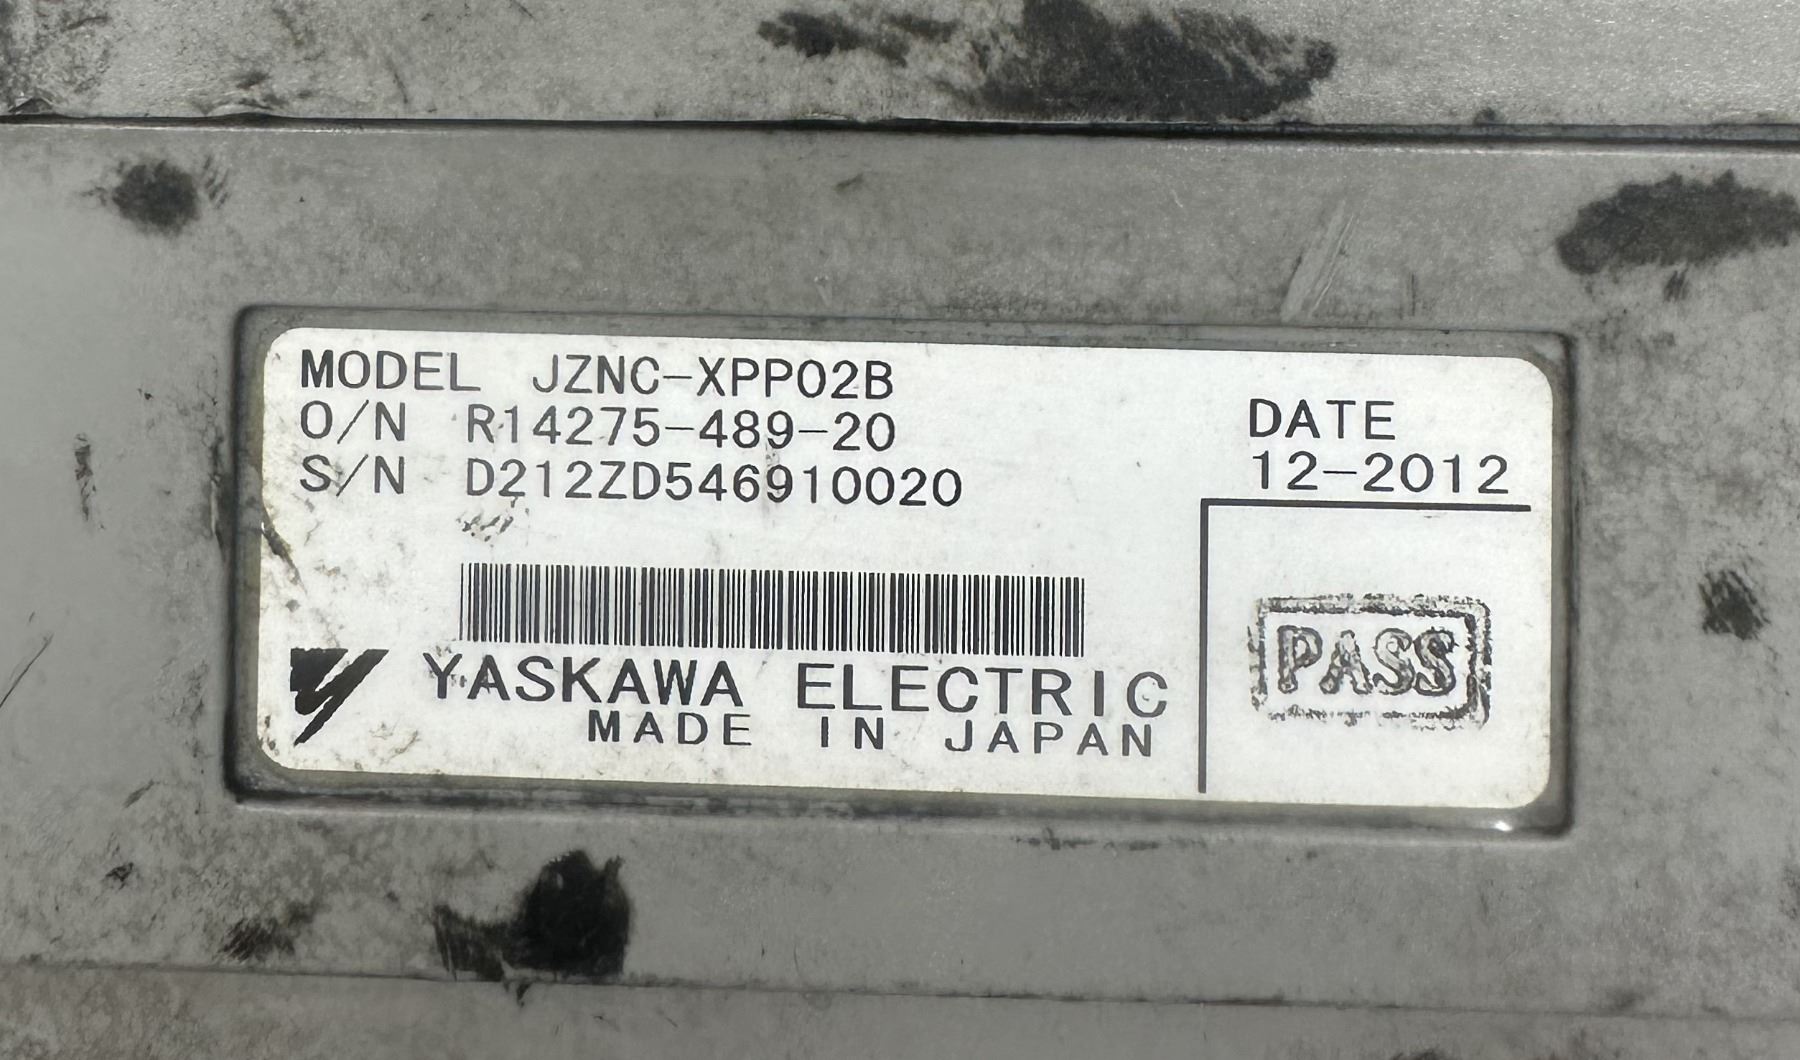 MODEL JZNC-XPP02B
O/N R14275-489-20
S/N D212ZD546910020
DATE
12-2012
PASS
YASKAWA ELECTRIC
MADE IN JAPAN